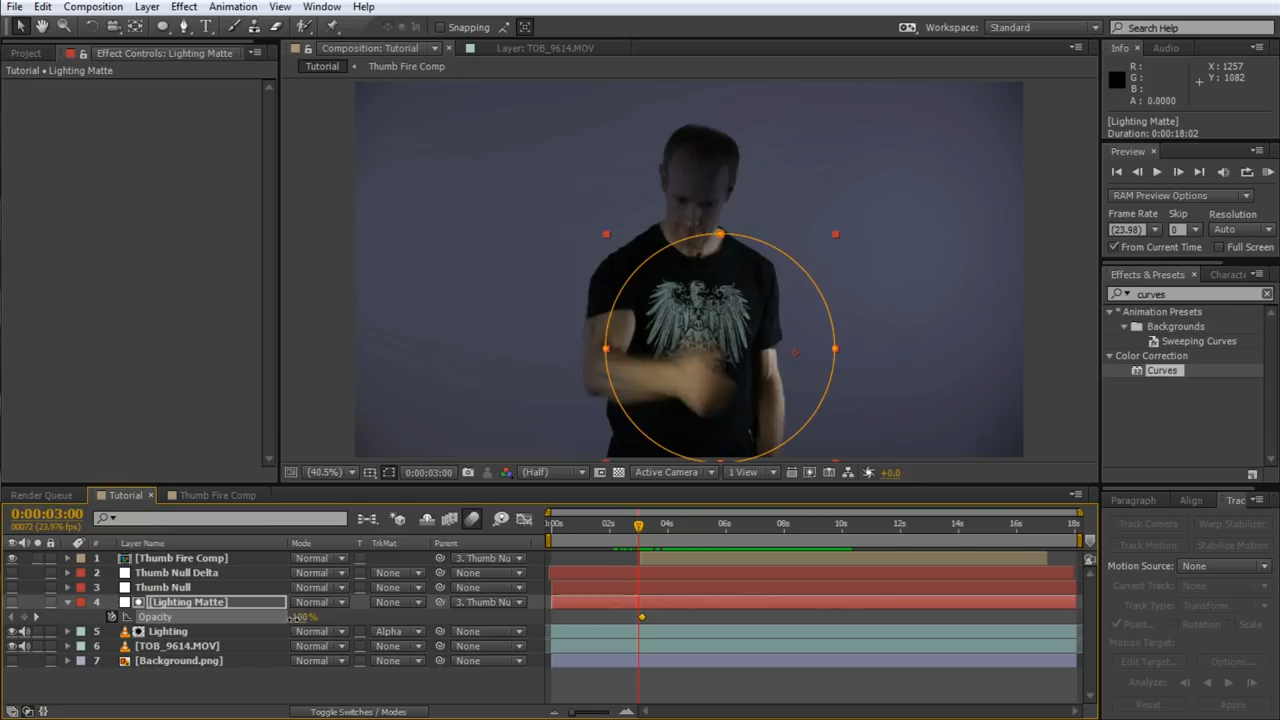 File Edit Composition Layer Effect Animation View Window Help
Snapping Workspace: Standard Search Help
Project Effect Controls: Lighting Matte
Tutorial • Lighting Matte
Composition: Tutorial Layer: TOB_9614.MOV
Tutorial Thumb Fire Comp
Info Audio
R : X : 1257
G : Y : 1082
B :
A : 0.0000
[Lighting Matte]
Duration: 0:00:18:02
Preview
RAM Preview Options
Frame Rate Skip Resolution
(23.98) 0 Auto
From Current Time Full Screen
Effects & Presets Characte
curves
* Animation Presets
Backgrounds
Sweeping Curves
Color Correction
Curves
(40.5%) 0:00:03:00 (Half) Active Camera 1 View +0.0
Render Queue Tutorial Thumb Fire Comp
0:00:03:00
00072 (23.976 fps)
# Layer Name Mode T TrkMat Parent
0:00s 02s 04s 06s 08s 10s 12s 14s 16s 18s
1 [Thumb Fire Comp] Normal 3. Thumb Nu
2 Thumb Null Delta Normal None None
3 Thumb Null Normal None None
4 [Lighting Matte] Normal None 3. Thumb Nu
Opacity 100%
5 Lighting Normal Alpha None
6 [TOB_9614.MOV] Normal None None
7 [Background.png] Normal None None
Toggle Switches / Modes
Paragraph Align Trac
Track Camera Warp Stabilizer
Track Motion Stabilize Motion
Motion Source: None
Current Track: None
Track Type: Transform
Position Rotation Scale
Motion Target:
Edit Target... Options...
Analyze:
Reset Apply